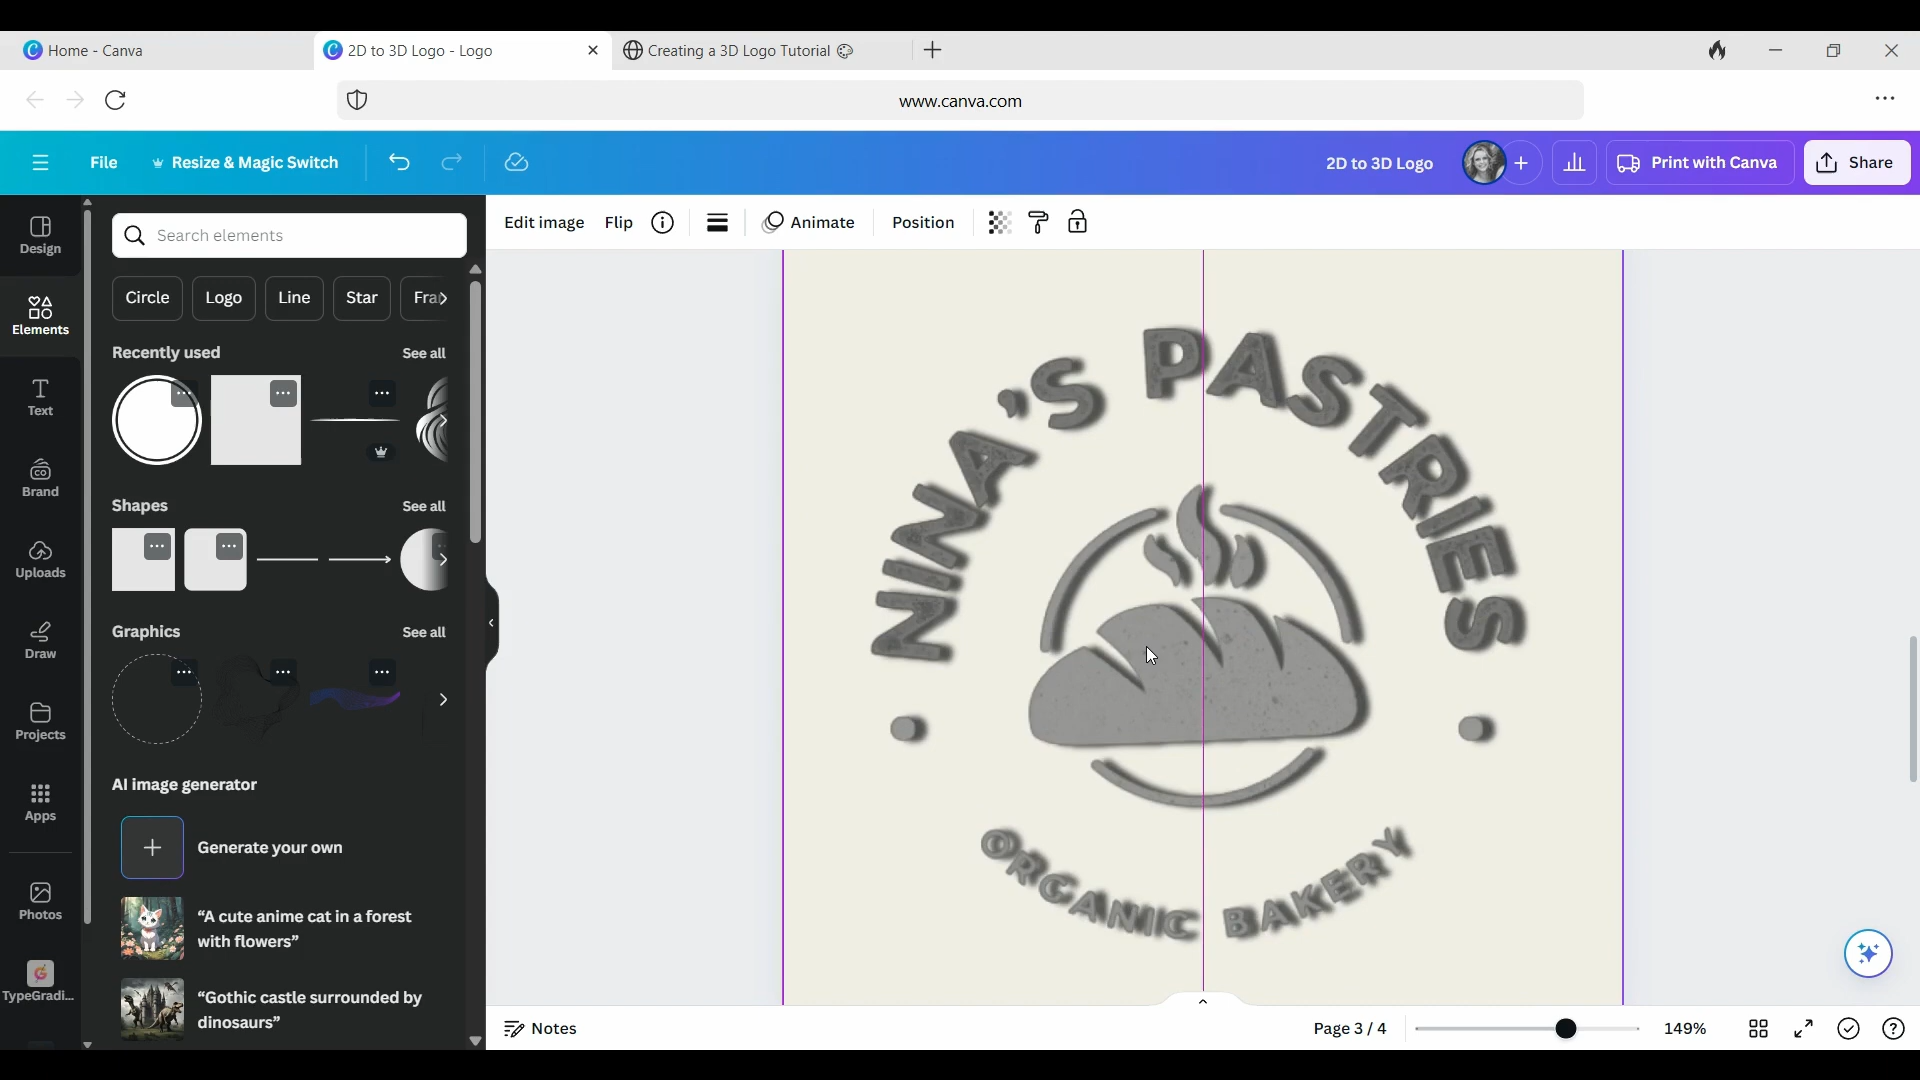 Home - Canva
2D to 3D Logo - Logo
Creating a 3D Logo Tutorial
www.canva.com
File
Resize & Magic Switch
2D to 3D Logo
Print with Canva
Share
Design
Elements
Text
Brand
Uploads
Draw
Projects
Apps
Photos
TypeGradi...
Search elements
Circle
Logo
Line
Star
Fra
Recently used
See all
Shapes
See all
Graphics
See all
AI image generator
Generate your own
“A cute anime cat in a forest
with flowers”
“Gothic castle surrounded by
dinosaurs”
Edit image
Flip
Animate
Position
NINA’S PASTRIES
ORGANIC BAKERY
Notes
Page 3 / 4
149%